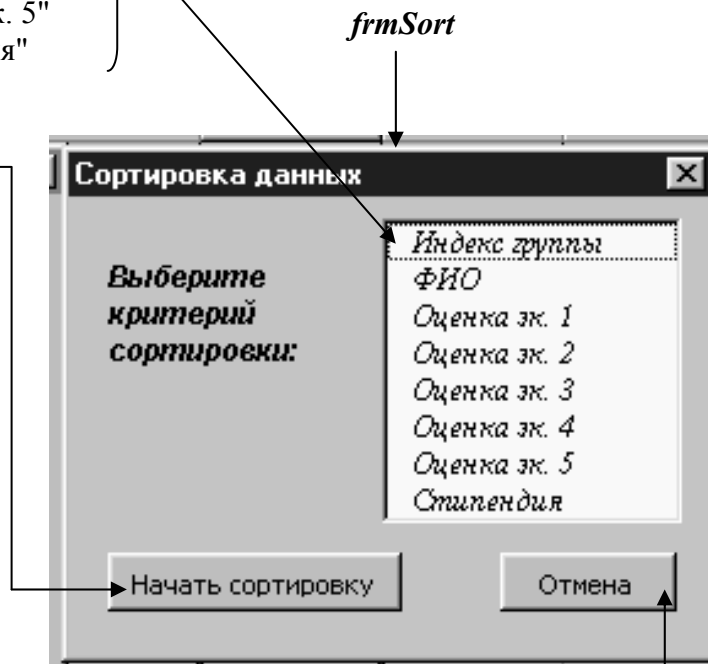 к. 5"
я"
frmSort
Сортировка данных
Выберите
критерий
сортировки:
Индекс группы
ФИО
Оценка эк. 1
Оценка эк. 2
Оценка эк. 3
Оценка эк. 4
Оценка эк. 5
Стипендия
Начать сортировку
Отмена